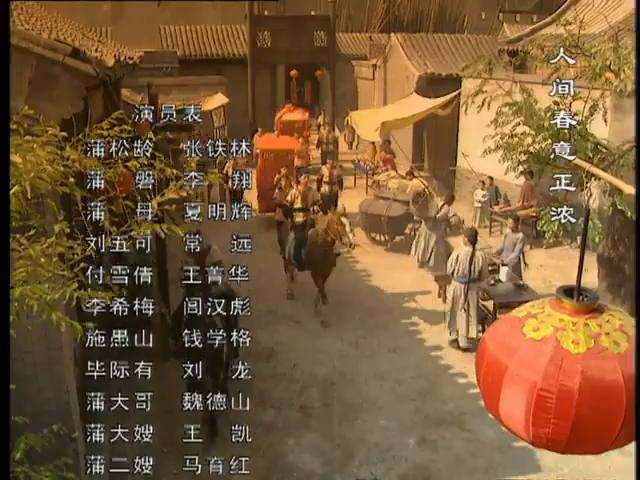 演员表
蒲松龄 张铁林
蒲磐 李翔
蒲母 夏明辉
刘五可 常远
付雪倩 王菁华
李希梅 闾汉彪
施愚山 钱学格
毕际有 刘龙
蒲大哥 魏德山
蒲大嫂 王凯
蒲二嫂 马育红
人间春意正浓